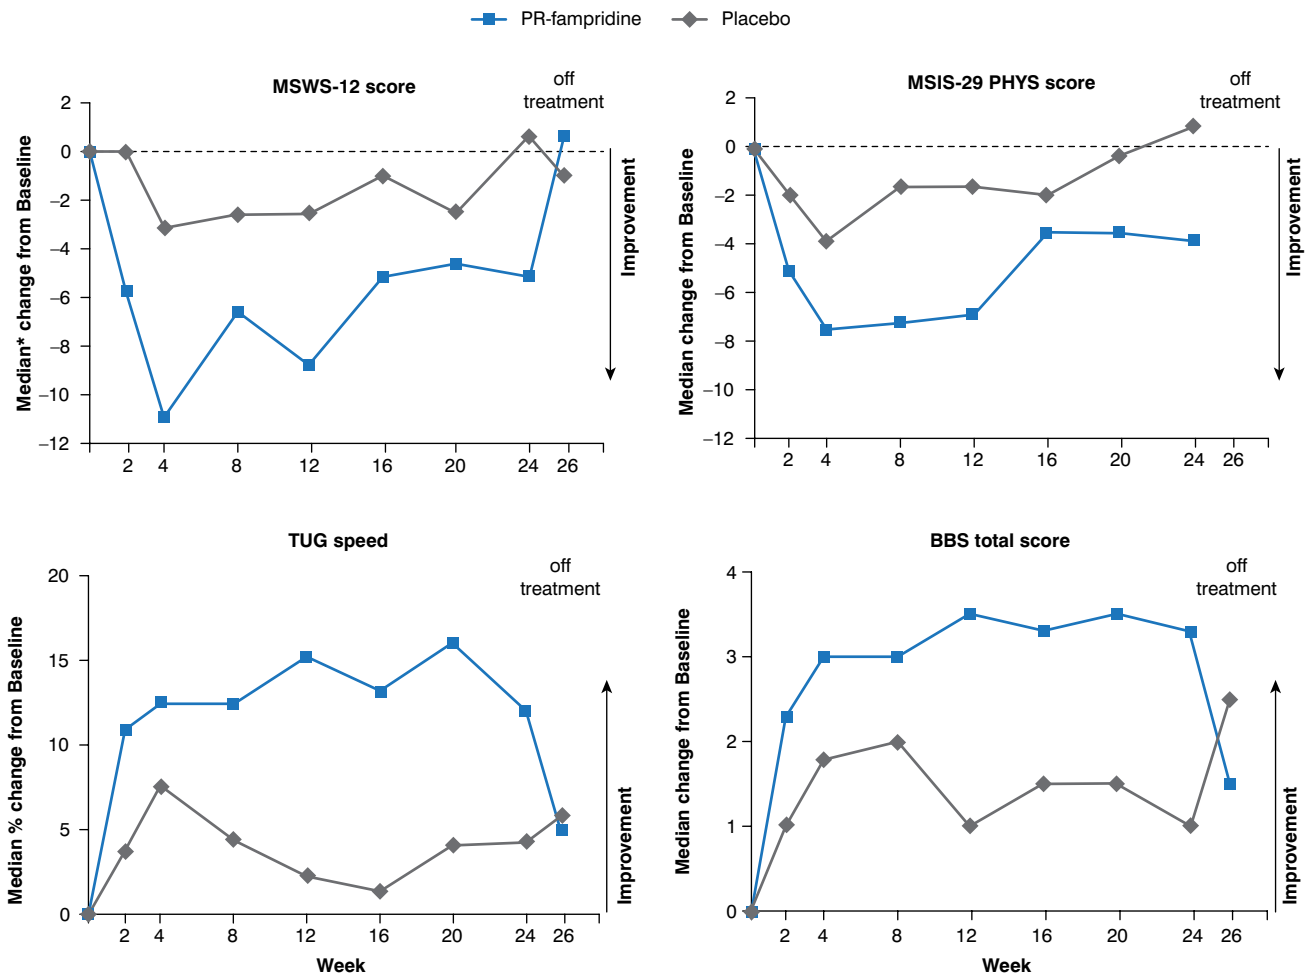 PR-fampridine Placebo
MSWS-12 score
off
treatment
Median* change from Baseline
2
0
–2
–4
–6
–8
–10
–12
2 4 8 12 16 20 24 26
Improvement
MSIS-29 PHYS score
off
treatment
Median change from Baseline
2
0
–2
–4
–6
–8
–10
–12
2 4 8 12 16 20 24 26
Improvement
TUG speed
off
treatment
Median % change from Baseline
20
15
10
5
0
2 4 8 12 16 20 24 26
Week
Improvement
BBS total score
off
treatment
Median change from Baseline
4
3
2
1
0
2 4 8 12 16 20 24 26
Week
Improvement